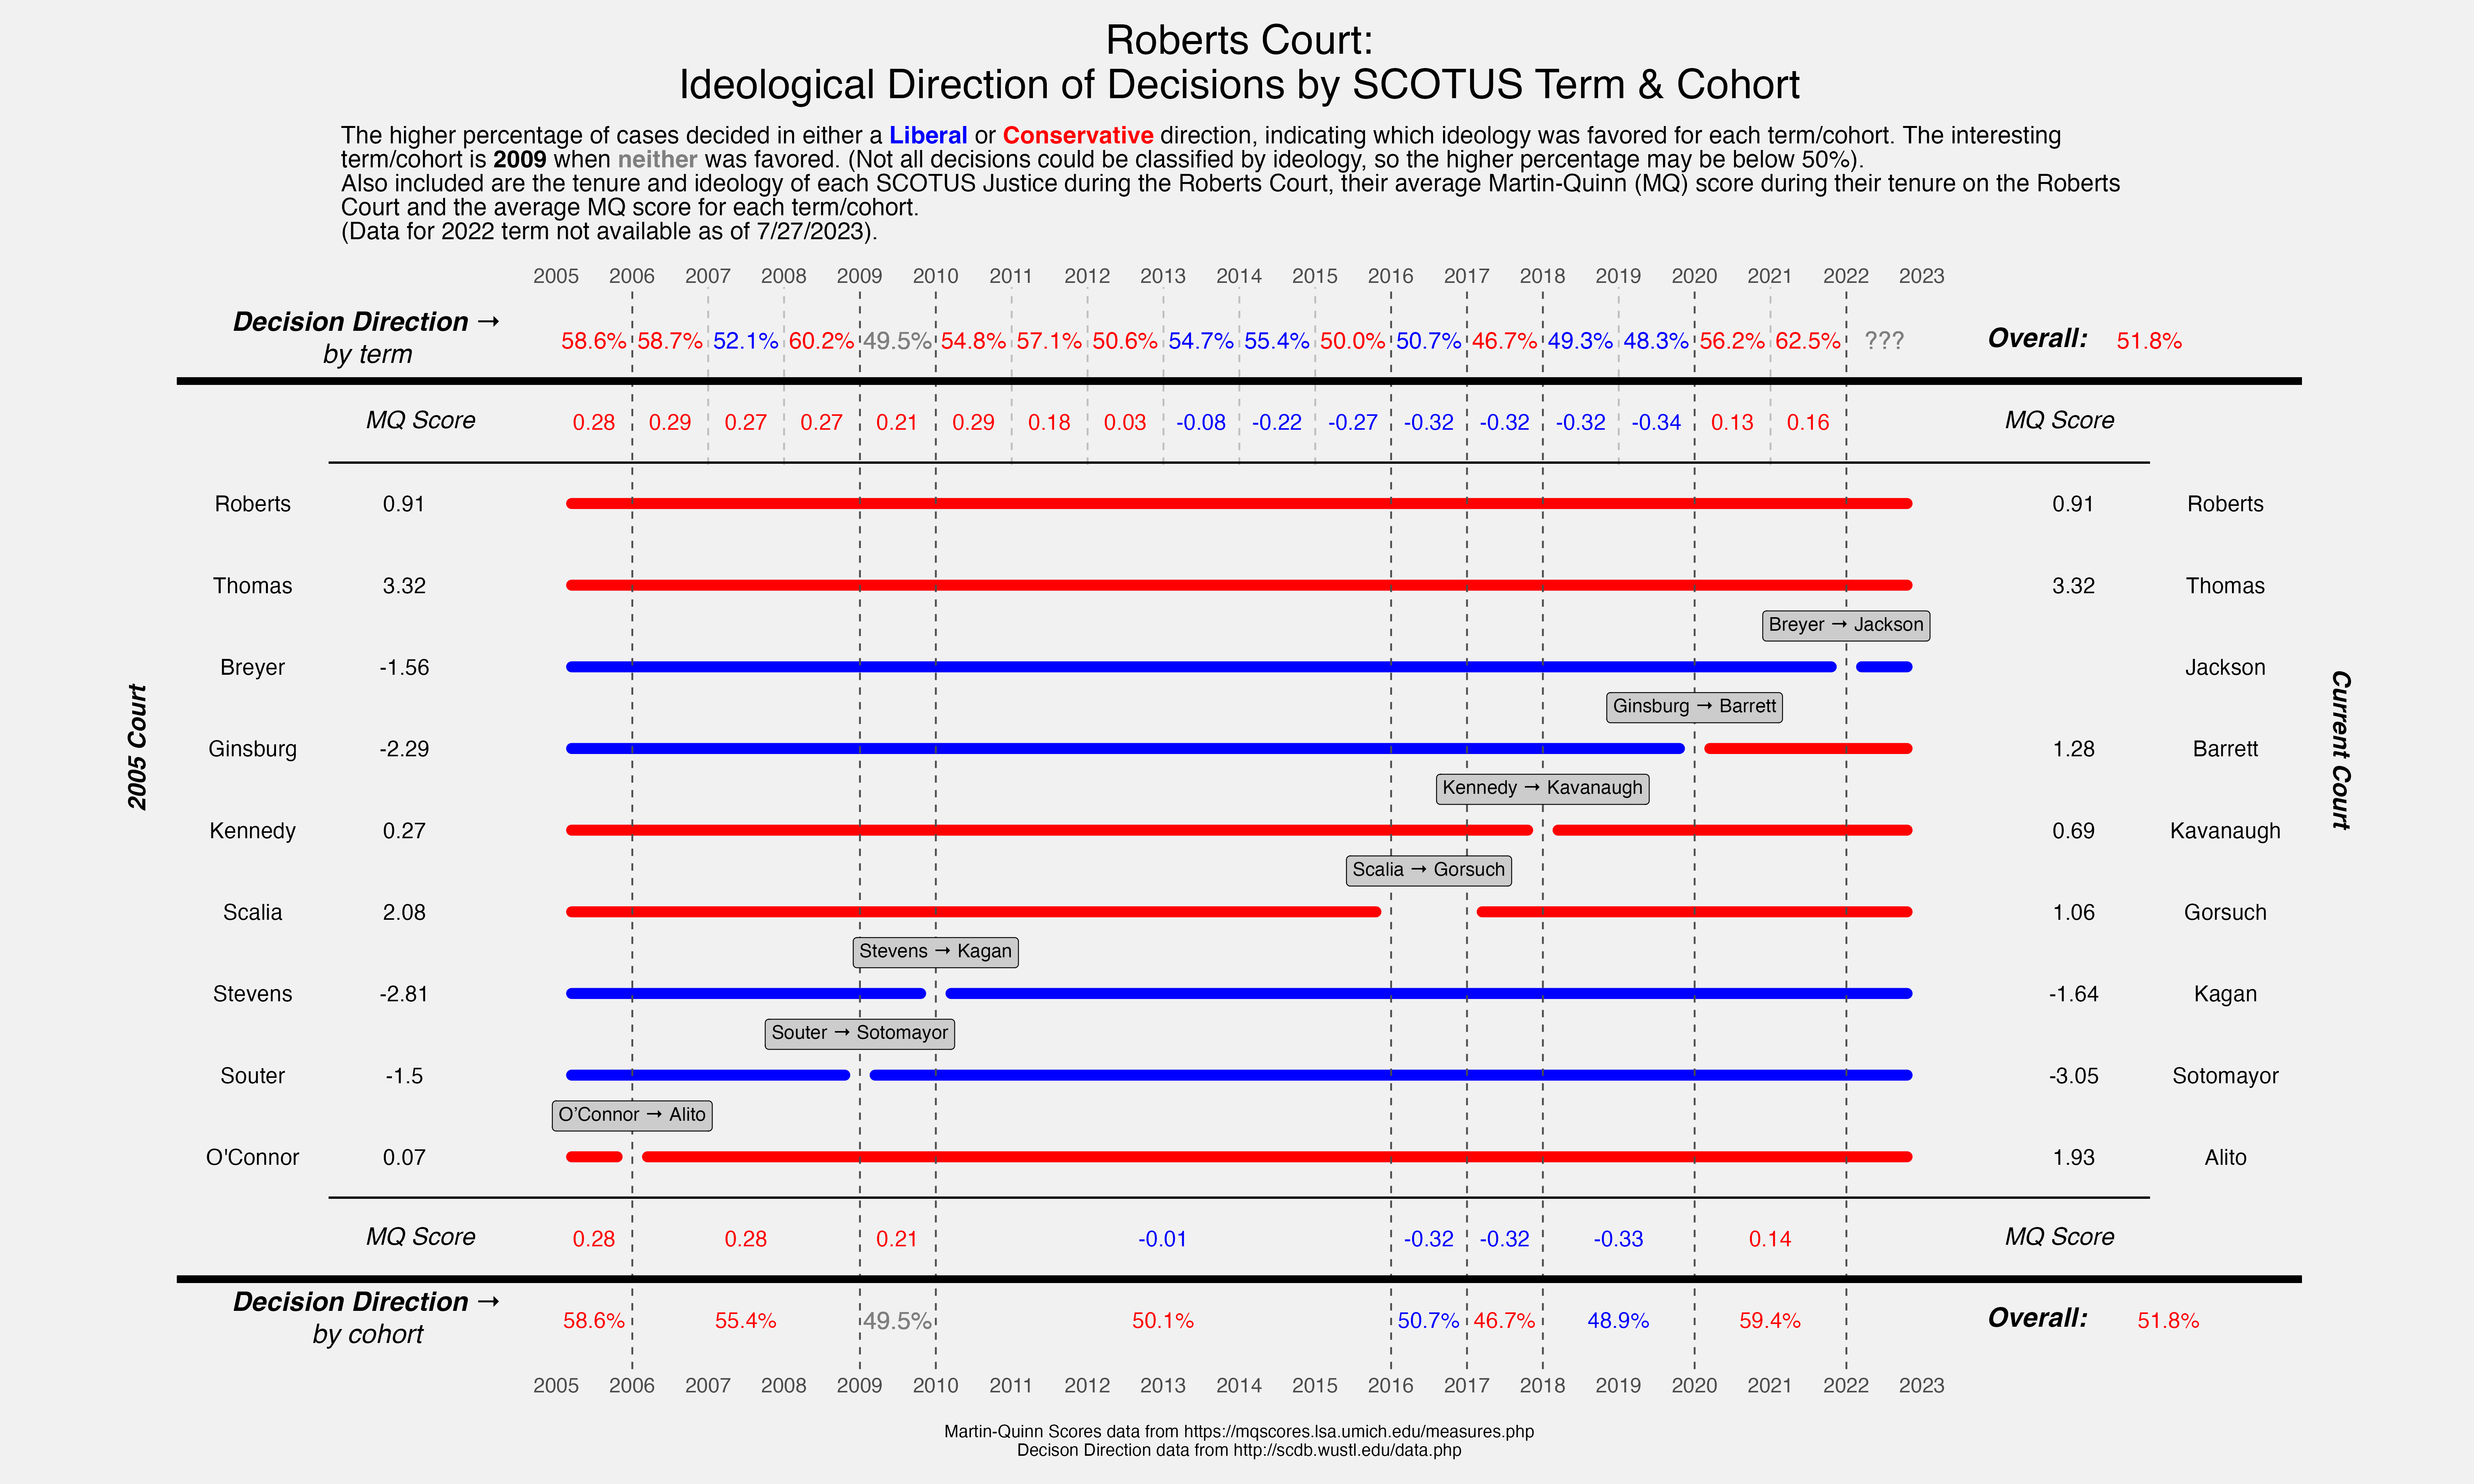 Roberts Court:
Ideological Direction of Decisions by SCOTUS Term & Cohort
The higher percentage of cases decided in either a Liberal or Conservative direction, indicating which ideology was favored for each term/cohort. The interesting
term/cohort is 2009 when neither was favored. (Not all decisions could be classified by ideology, so the higher percentage may be below 50%).
Also included are the tenure and ideology of each SCOTUS Justice during the Roberts Court, their average Martin-Quinn (MQ) score during their tenure on the Roberts
Court and the average MQ score for each term/cohort.
(Data for 2022 term not available as of 7/27/2023).
2005 2006 2007 2008 2009 2010 2011 2012 2013 2014 2015 2016 2017 2018 2019 2020 2021 2022 2023
Decision Direction →
by term
58.6% 58.7% 52.1% 60.2% 49.5% 54.8% 57.1% 50.6% 54.7% 55.4% 50.0% 50.7% 46.7% 49.3% 48.3% 56.2% 62.5% ???
Overall: 51.8%
MQ Score 0.28 0.29 0.27 0.27 0.21 0.29 0.18 0.03 -0.08 -0.22 -0.27 -0.32 -0.32 -0.32 -0.34 0.13 0.16 MQ Score
2005 Court
Current Court
Roberts 0.91 0.91 Roberts
Thomas 3.32 3.32 Thomas
Breyer → Jackson
Breyer -1.56 Jackson
Ginsburg → Barrett
Ginsburg -2.29 1.28 Barrett
Kennedy → Kavanaugh
Kennedy 0.27 0.69 Kavanaugh
Scalia → Gorsuch
Scalia 2.08 1.06 Gorsuch
Stevens → Kagan
Stevens -2.81 -1.64 Kagan
Souter → Sotomayor
Souter -1.5 -3.05 Sotomayor
O’Connor → Alito
O'Connor 0.07 1.93 Alito
MQ Score 0.28 0.28 0.21 -0.01 -0.32 -0.32 -0.33 0.14 MQ Score
Decision Direction →
by cohort
58.6% 55.4% 49.5% 50.1% 50.7% 46.7% 48.9% 59.4%
Overall: 51.8%
2005 2006 2007 2008 2009 2010 2011 2012 2013 2014 2015 2016 2017 2018 2019 2020 2021 2022 2023
Martin-Quinn Scores data from https://mqscores.lsa.umich.edu/measures.php
Decison Direction data from http://scdb.wustl.edu/data.php